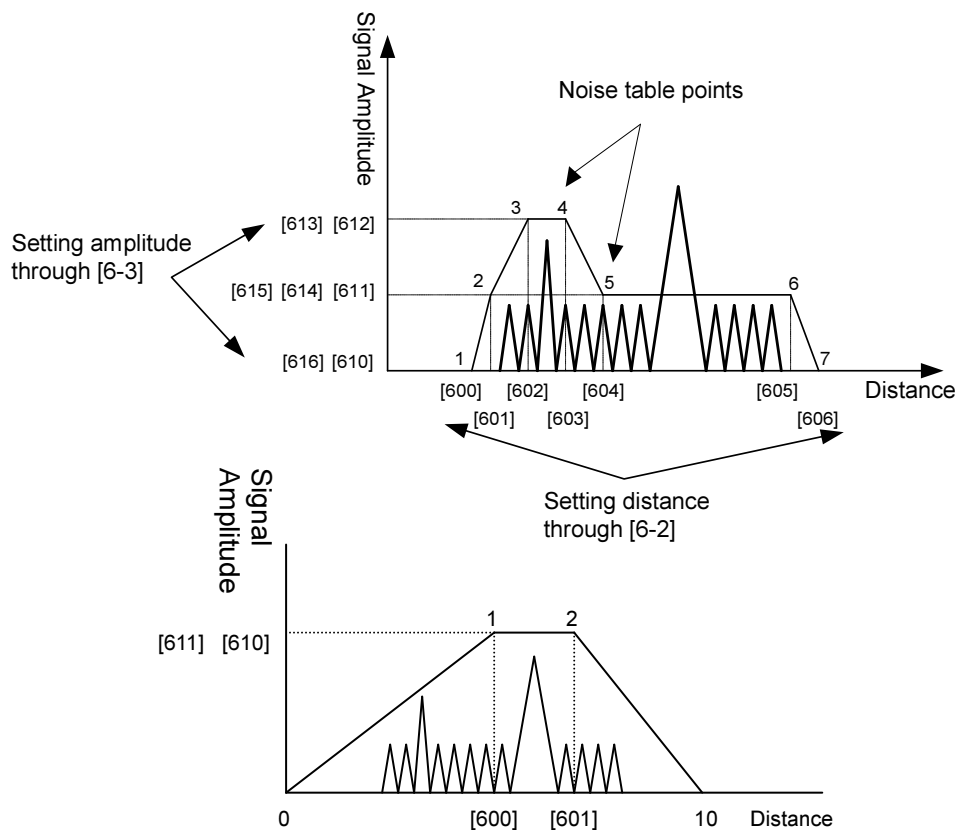 Signal Amplitude
Noise table points
3 4
[613] [612]
Setting amplitude
through [6-3]
2 5 6
[615] [614] [611]
1 7
[616] [610]
Distance
[600] [602] [604] [605]
[601] [603] [606]
Setting distance
through [6-2]
Signal
Amplitude
1 2
[611] [610]
0 [600] [601] 10 Distance